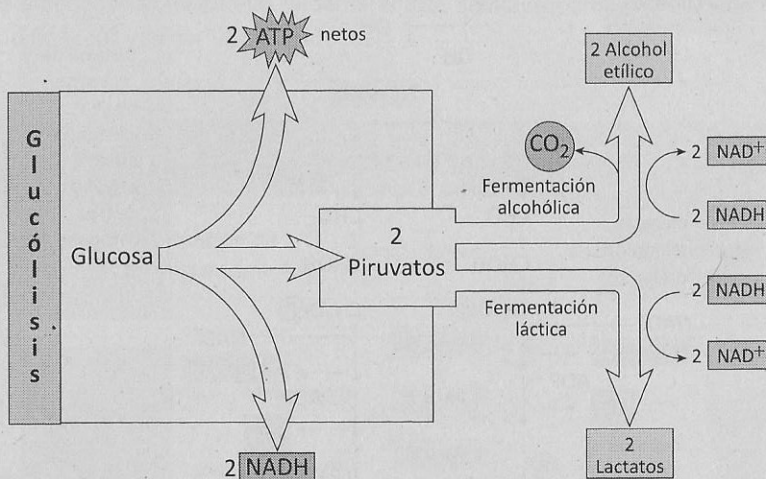 2 ATP netos
2 Alcohol
etílico
Glucólisis
CO2
2 NAD+
Fermentación
alcohólica
2 NADH
Glucosa
2
Piruvatos
2 NADH
Fermentación
láctica
2 NAD+
2 NADH
2
Lactatos